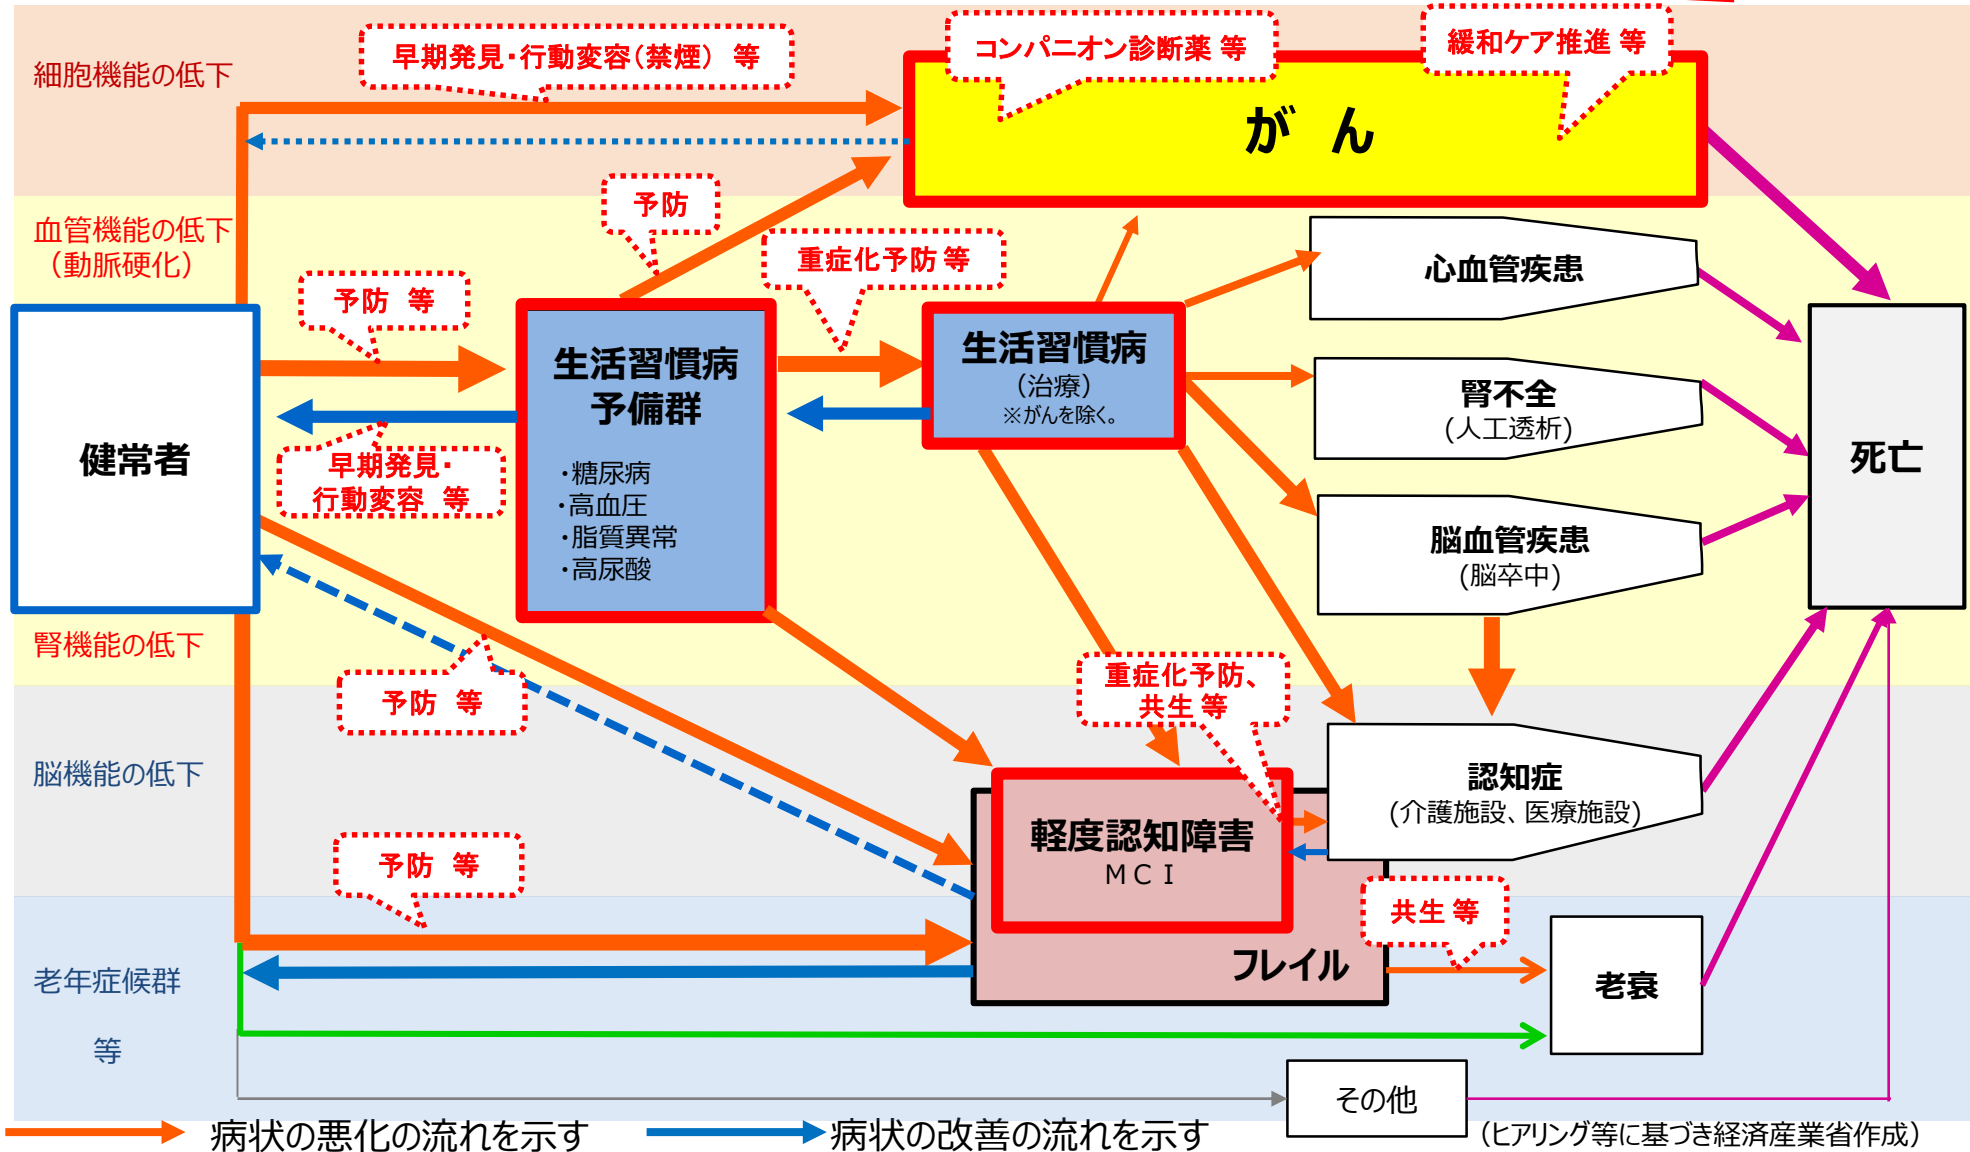 早期発見・行動変容（禁煙） 等
コンパニオン診断薬 等
緩和ケア推進 等
細胞機能の低下
が ん
予防
血管機能の低下
（動脈硬化）
重症化予防 等
心血管疾患
予防 等
生活習慣病
予備群
・糖尿病
・高血圧
・脂質異常
・高尿酸
生活習慣病
（治療）
※がんを除く。
腎不全
（人工透析）
健常者
早期発見・
行動変容 等
死亡
脳血管疾患
（脳卒中）
腎機能の低下
予防 等
重症化予防、
共生 等
脳機能の低下
認知症
（介護施設、医療施設）
軽度認知障害
ＭＣＩ
予防 等
共生 等
フレイル
老年症候群
等
老衰
その他
病状の悪化の流れを示す
病状の改善の流れを示す
（ヒアリング等に基づき経済産業省作成）